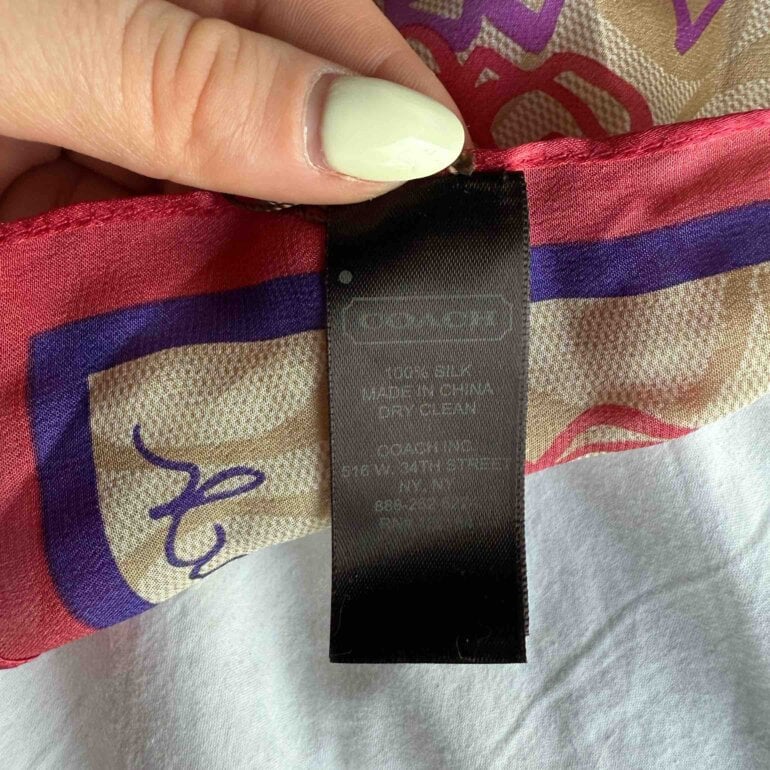 COACH
100% SILK
MADE IN CHINA
DRY CLEAN
COACH INC.
516 W. 34TH STREET
NY, NY